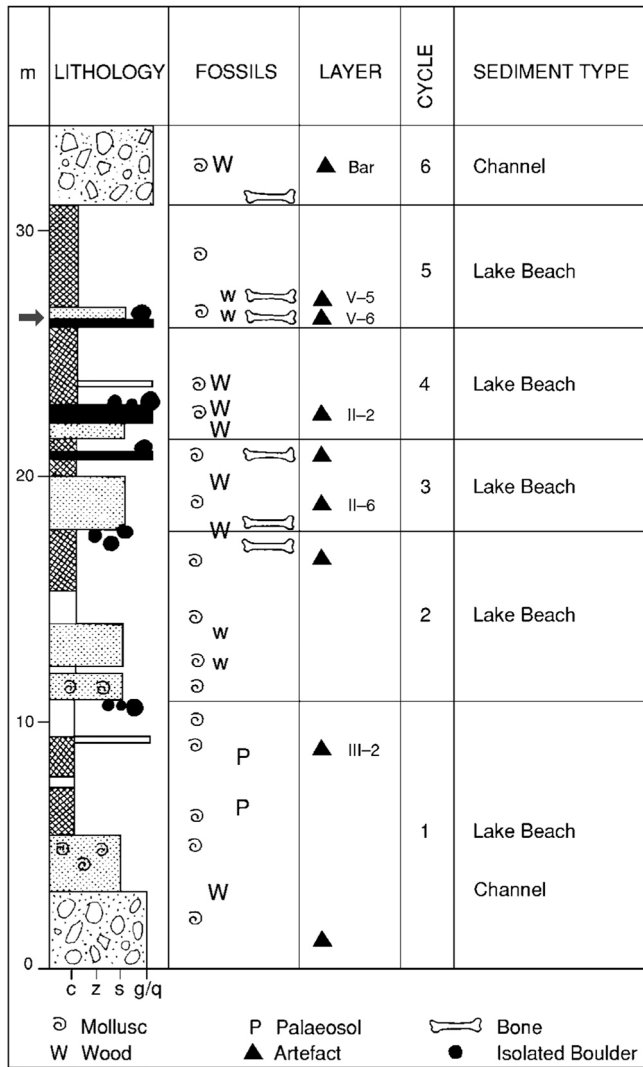 m LITHOLOGY FOSSILS LAYER CYCLE SEDIMENT TYPE
W Bar 6 Channel
30
5 Lake Beach
W V–5
W V–6
4 Lake Beach
W
W II–2
W
20
W 3 Lake Beach
II–6
W
2 Lake Beach
W
W
10
P III–2
P
1 Lake Beach
W Channel
0
c z s g/q
Mollusc P Palaeosol Bone
W Wood Artefact Isolated Boulder